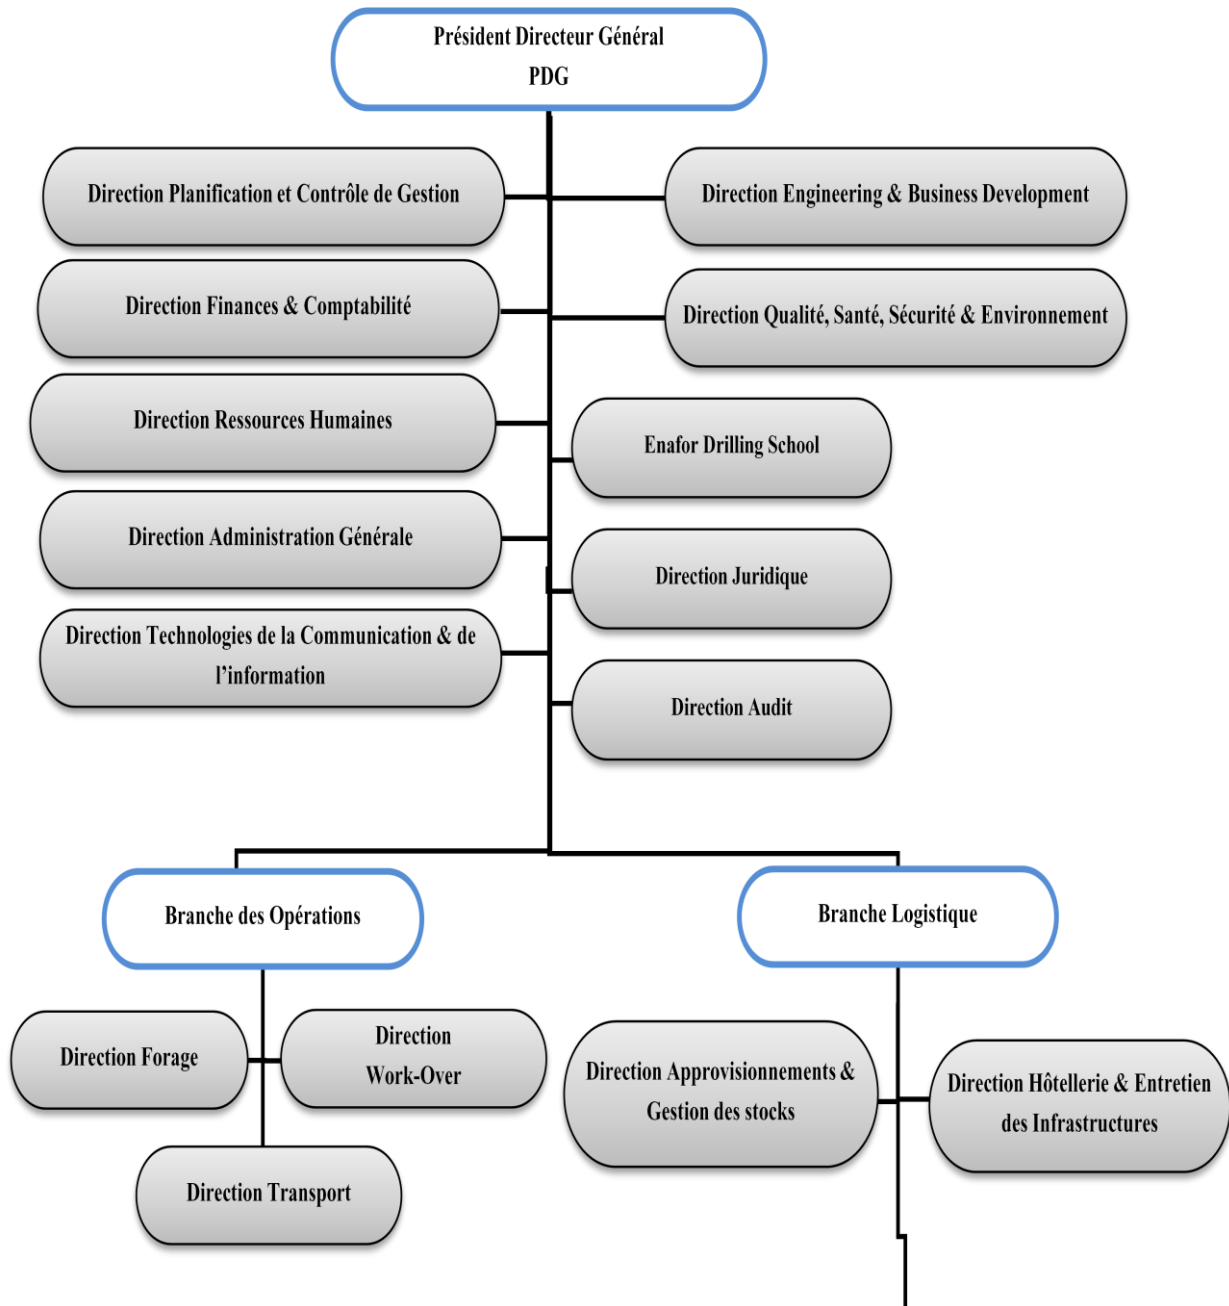 Président Directeur Général
PDG
Direction Planification et Contrôle de Gestion
Direction Engineering & Business Development
Direction Finances & Comptabilité
Direction Qualité, Santé, Sécurité & Environnement
Direction Ressources Humaines
Enafor Drilling School
Direction Administration Générale
Direction Juridique
Direction Technologies de la Communication & de
l’information
Direction Audit
Branche des Opérations
Branche Logistique
Direction Forage
Direction
Work-Over
Direction Approvisionnements &
Gestion des stocks
Direction Hôtellerie & Entretien
des Infrastructures
Direction Transport